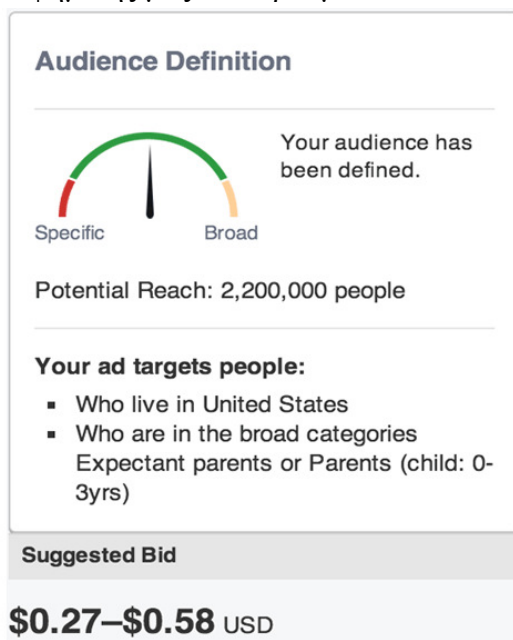 Audience Definition
Your audience has
been defined.
Specific
Broad
Potential Reach: 2,200,000 people
Your ad targets people:
▪ Who live in United States
▪ Who are in the broad categories
Expectant parents or Parents (child: 0-
3yrs)
Suggested Bid
$0.27–$0.58 USD